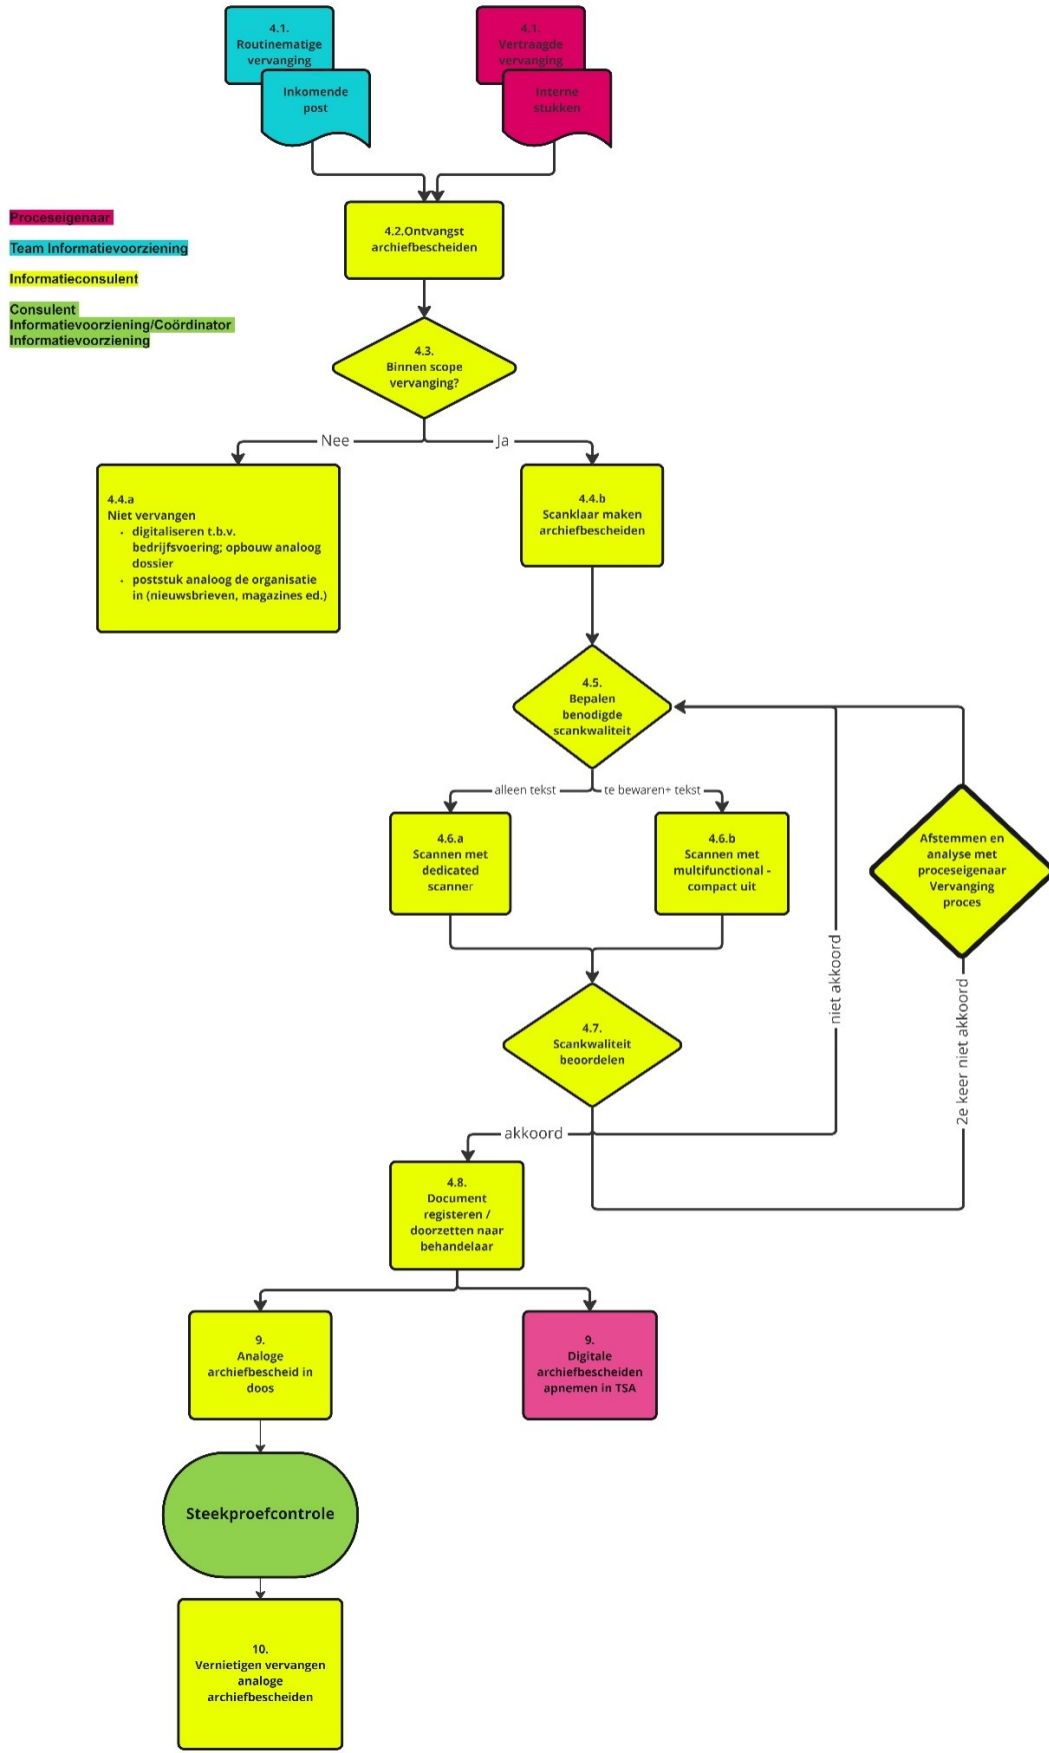 4.1.
Routinematige
vervanging
Inkomende
post
4.1.
Vertraagde
vervanging
Interne
stukken
Proceseigenaar
Team Informatievoorziening
Informatieconsulent
Consulent
Informatievoorziening/Coördinator
Informatievoorziening
4.2.Ontvangst
archiefbescheiden
4.3.
Binnen scope
vervanging?
Nee
Ja
4.4.a
Niet vervangen
• digitaliseren t.b.v.
bedrijfsvoering; opbouw analoog
dossier
• poststuk analoog de organisatie
in (nieuwsbrieven, magazines ed.)
4.4.b
Scanklaar maken
archiefbescheiden
4.5.
Bepalen
benodigde
scankwaliteit
alleen tekst
te bewaren+ tekst
4.6.a
Scannen met
dedicated
scanner
4.6.b
Scannen met
multifunctional -
compact uit
Afstemmen en
analyse met
proceseigenaar
Vervanging
proces
niet akkoord
2e keer niet akkoord
4.7.
Scankwaliteit
beoordelen
akkoord
4.8.
Document
registeren /
doorzetten naar
behandelaar
9.
Analoge
archiefbescheid in
doos
9.
Digitale
archiefbescheiden
apnemen in TSA
Steekproefcontrole
10.
Vernietigen vervangen
analoge
archiefbescheiden